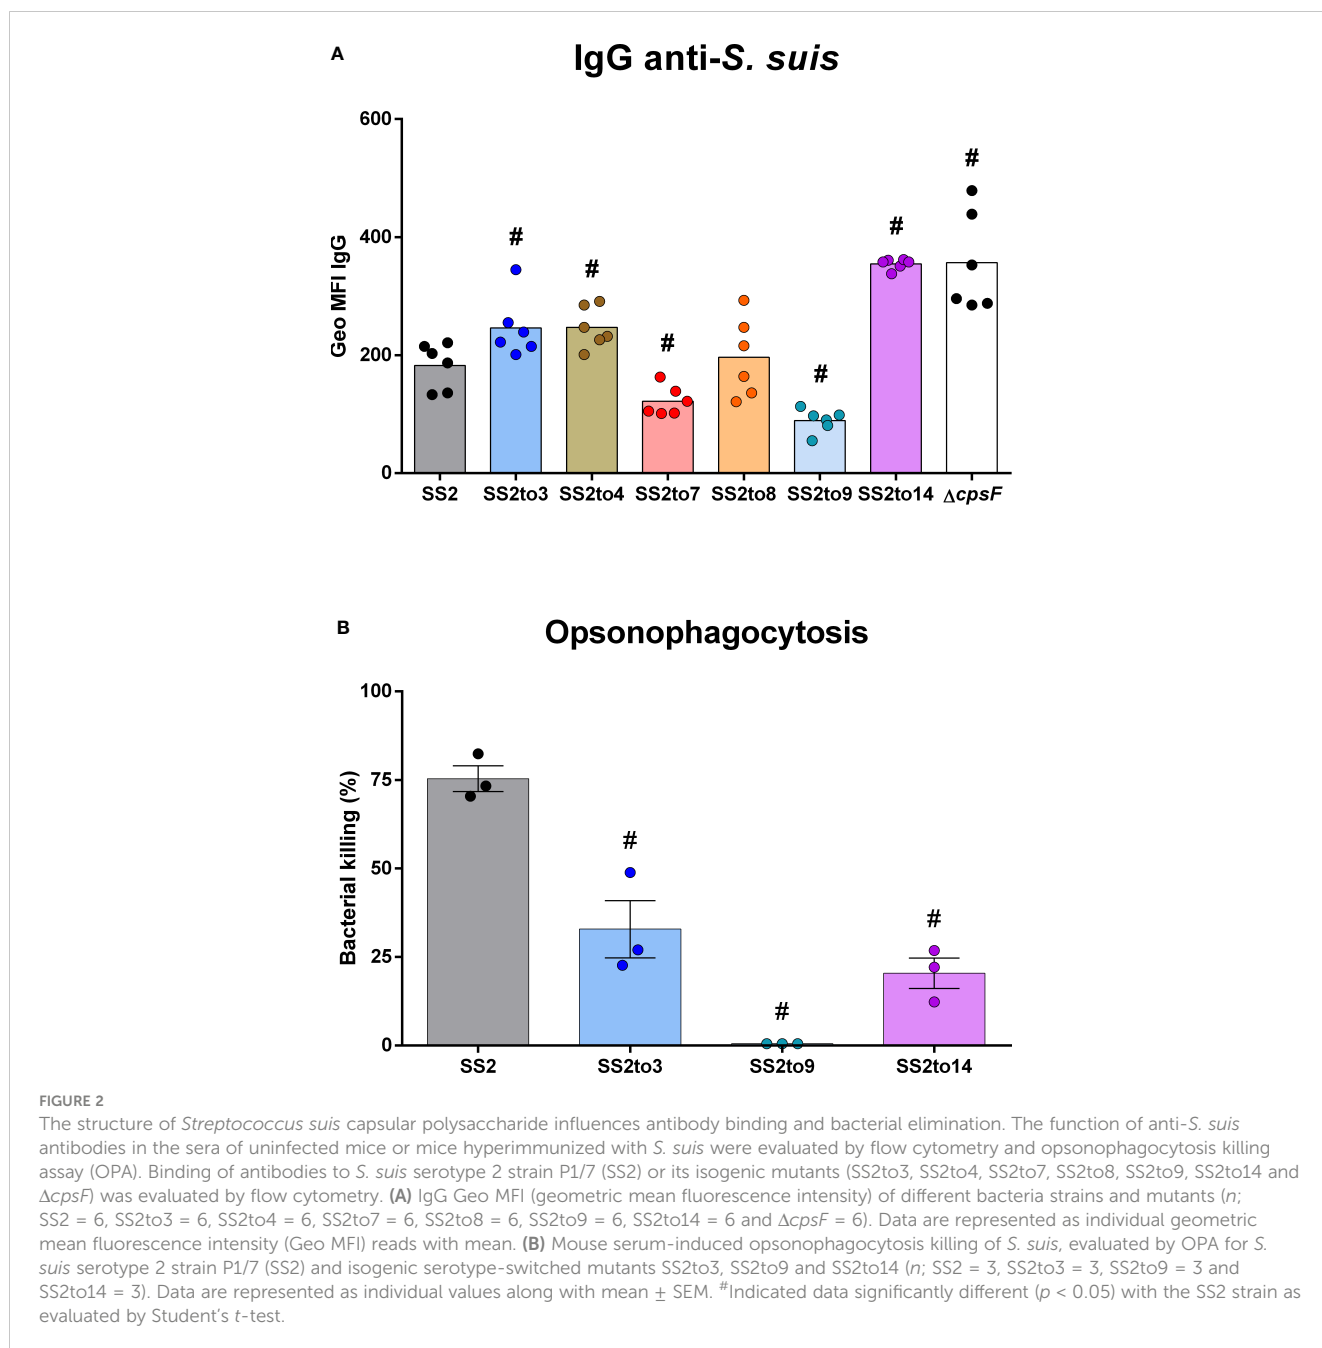 A
IgG anti-S. suis
600
400
200
0
Geo MFI IgG
#
#
#
#
#
#
SS2 SS2to3 SS2to4 SS2to7 SS2to8 SS2to9 SS2to14 ΔcpsF
B
Opsonophagocytosis
100
75
50
25
0
Bacterial killing (%)
#
#
#
SS2 SS2to3 SS2to9 SS2to14
FIGURE 2
The structure of Streptococcus suis capsular polysaccharide influences antibody binding and bacterial elimination. The function of anti-S. suis
antibodies in the sera of uninfected mice or mice hyperimmunized with S. suis were evaluated by flow cytometry and opsonophagocytosis killing
assay (OPA). Binding of antibodies to S. suis serotype 2 strain P1/7 (SS2) or its isogenic mutants (SS2to3, SS2to4, SS2to7, SS2to8, SS2to9, SS2to14 and
ΔcpsF) was evaluated by flow cytometry. (A) IgG Geo MFI (geometric mean fluorescence intensity) of different bacteria strains and mutants (n;
SS2 = 6, SS2to3 = 6, SS2to4 = 6, SS2to7 = 6, SS2to8 = 6, SS2to9 = 6, SS2to14 = 6 and ΔcpsF = 6). Data are represented as individual geometric
mean fluorescence intensity (Geo MFI) reads with mean. (B) Mouse serum-induced opsonophagocytosis killing of S. suis, evaluated by OPA for S.
suis serotype 2 strain P1/7 (SS2) and isogenic serotype-switched mutants SS2to3, SS2to9 and SS2to14 (n; SS2 = 3, SS2to3 = 3, SS2to9 = 3 and
SS2to14 = 3). Data are represented as individual values along with mean ± SEM. #Indicated data significantly different (p < 0.05) with the SS2 strain as
evaluated by Student’s t-test.